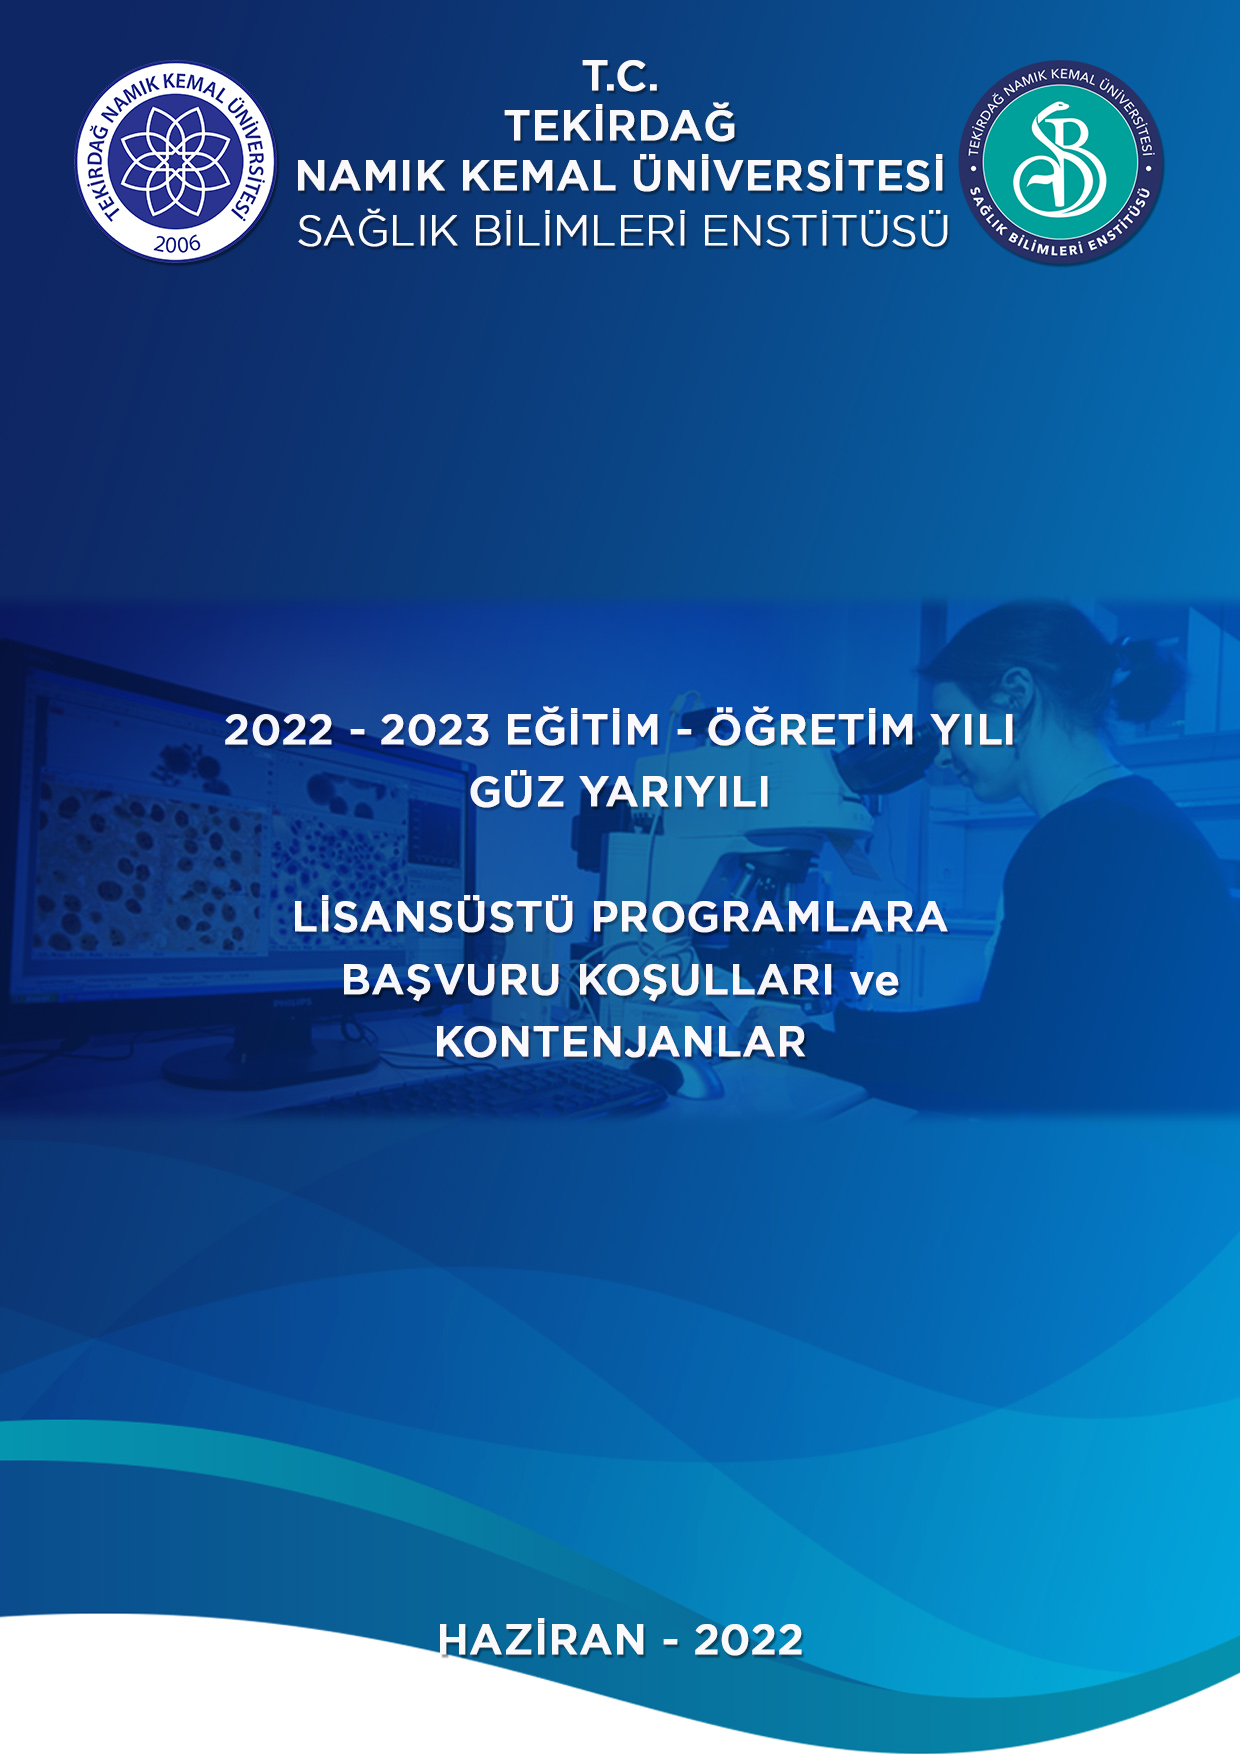 T.C.
TEKİRDAĞ
NAMIK KEMAL ÜNİVERSİTESİ
SAĞLIK BİLİMLERİ ENSTİTÜSÜ
TEKİRDAĞ NAMIK KEMAL ÜNİVERSİTESİ
2006
TEKİRDAĞ NAMIK KEMAL ÜNİVERSİTESİ
• SAĞLIK BİLİMLERİ ENSTİTÜSÜ •
2022 - 2023 EĞİTİM - ÖĞRETİM YILI
GÜZ YARIYILI
LİSANSÜSTÜ PROGRAMLARA
BAŞVURU KOŞULLARI ve
KONTENJANLAR
PHILIPS
HAZİRAN - 2022